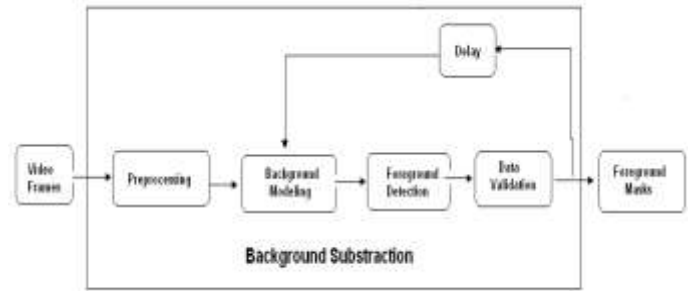 Delay
Video
Frames
Preprocessing
Background
Modeling
Foreground
Detection
Data
Validation
Foreground
Masks
Background Substraction